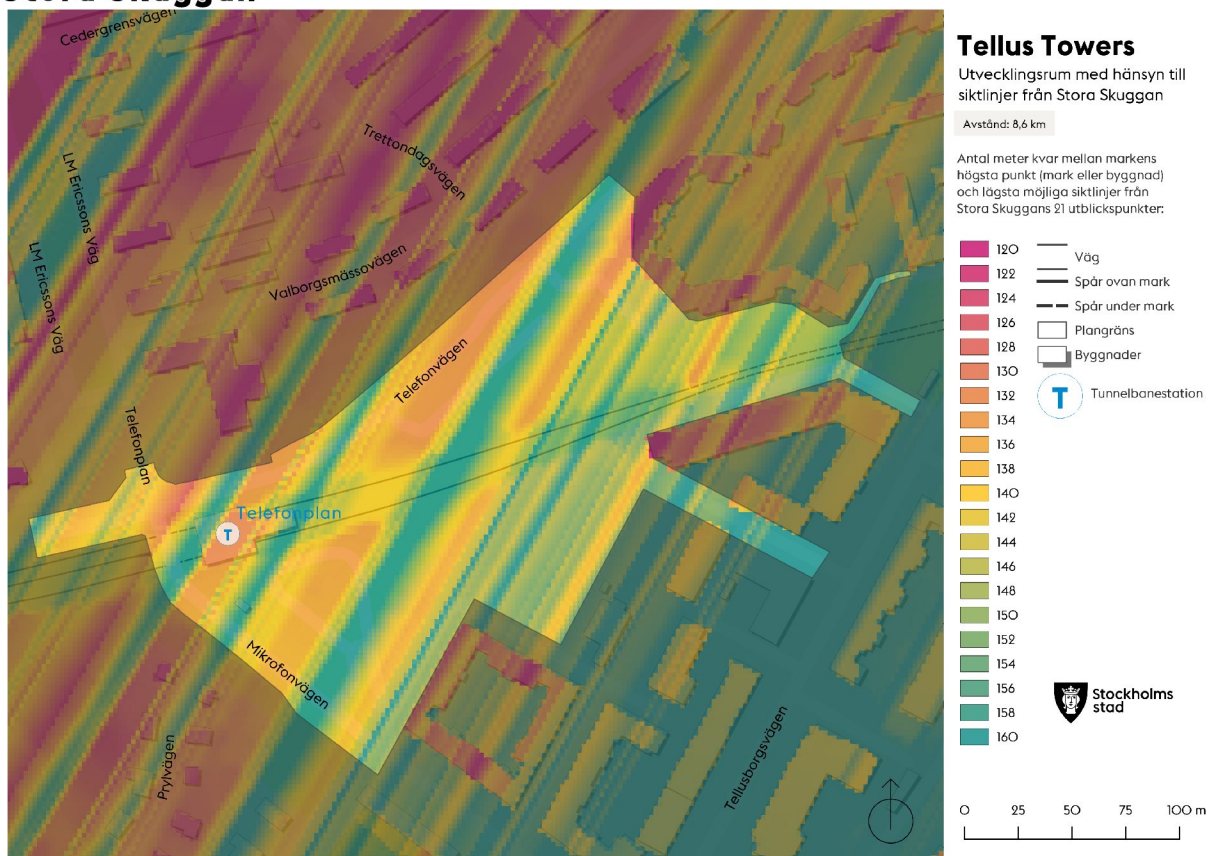 Stora Skuggan
Cedergrensvägen
LM Ericssons Väg
LM Ericssons Väg
Trettondagsvägen
Valborgsmässovägen
Telefonvägen
Telefonplan
Telefonplan
T
Mikrofonvägen
Prylvägen
Tellusborgsvägen
Tellus Towers
Utvecklingsrum med hänsyn till
siktlinjer från Stora Skuggan
Avstånd: 8,6 km
Antal meter kvar mellan markens
högsta punkt (mark eller byggnad)
och lägsta möjliga siktlinjer från
Stora Skuggans 21 utblickspunkter:
120
122
124
126
128
130
132
134
136
138
140
142
144
146
148
150
152
154
156
158
160
Väg
Spår ovan mark
Spår under mark
Plangräns
Byggnader
T Tunnelbanestation
Stockholms
stad
0 25 50 75 100 m